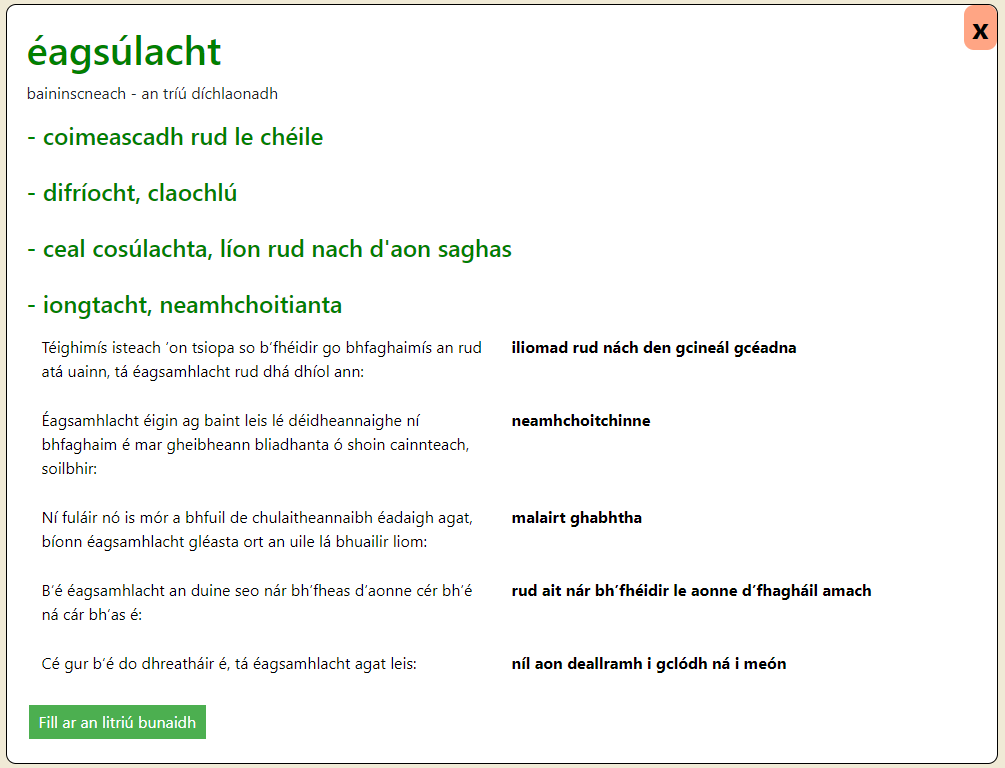 x
éagsúlacht
baininscneach - an tríú díchlaonadh
- coimeascadh rud le chéile
- difríocht, claochlú
- ceal cosúlachta, líon rud nach d'aon saghas
- iongtacht, neamhchoitianta
Téighimís isteach ’on tsiopa so b’fhéidir go bhfaghaimís an rud
atá uainn, tá éagsamhlacht rud dhá dhíol ann:
iliomad rud nách den gcineál gcéadna
Éagsamhlacht éigin ag baint leis lé déidheannaighe ní
bhfaghaim é mar gheibheann bliadhanta ó shoin cainnteach,
soilbhir:
neamhchoitchinne
Ní fuláir nó is mór a bhfuil de chulaitheannaibh éadaigh agat,
bíonn éagsamhlacht gléasta ort an uile lá bhuailir liom:
malairt ghabhtha
B’é éagsamhlacht an duine seo nár bh’fheas d’aonne cér bh’é
ná cár bh’as é:
rud ait nár bh’fhéidir le aonne d’fhagháil amach
Cé gur b’é do dhreatháir é, tá éagsamhlacht agat leis:
níl aon deallramh i gclódh ná i meón
Fill ar an litriú bunaidh